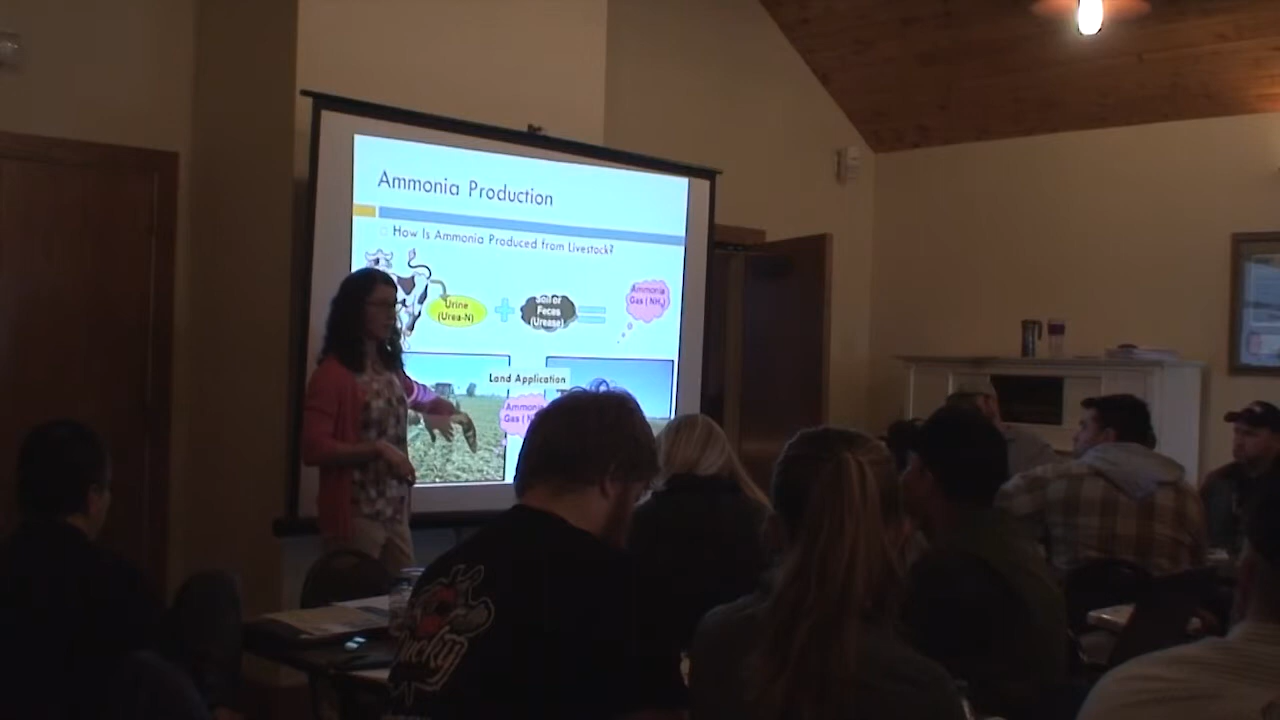 Ammonia Production
How Is Ammonia Produced from Livestock?
Urine
(Urea-N)
Soil or
Feces
(Urease)
Ammonia
Gas ( NH₃)
Land Application
Ammonia
Gas (